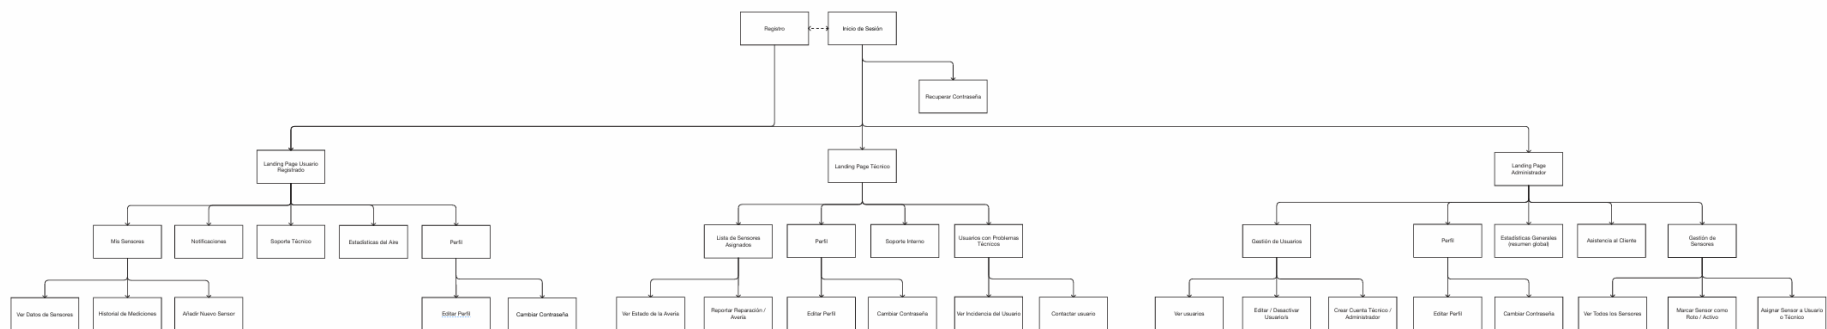 Registro
Inicio de Sesión
Recuperar Contraseña
Landing Page Usuario
Registrado
Landing Page Técnico
Landing Page
Administrador
Mis Sensores
Notificaciones
Soporte Técnico
Estadísticas del Aire
Perfil
Lista de Sensores
Asignados
Perfil
Soporte Interno
Usuarios con Problemas
Técnicos
Gestión de Usuarios
Perfil
Estadísticas Generales
(resumen global)
Asistencia al Cliente
Gestión de
Sensores
Ver Datos de Sensores
Historial de Mediciones
Añadir Nuevo Sensor
Editar Perfil
Cambiar Contraseña
Ver Estado de la Avería
Reportar Reparación /
Avería
Editar Perfil
Cambiar Contraseña
Ver Incidencia del Usuario
Contactar usuario
Ver usuarios
Editar / Desactivar
Usuario/s
Crear Cuenta Técnico /
Administrador
Editar Perfil
Cambiar Contraseña
Ver Todos los Sensores
Marcar Sensor como
Roto / Activo
Asignar Sensor a Usuario
o Técnico